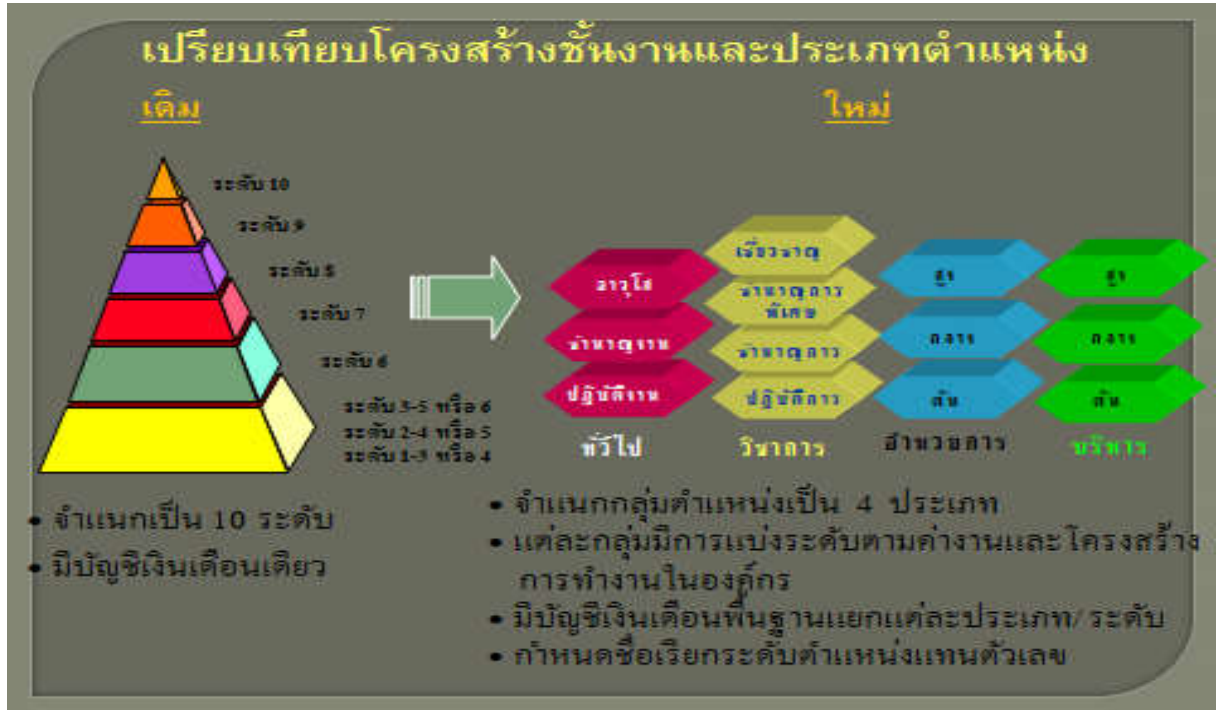 เปรียบเทียบโครงสร้างชั้นงานและประเภทตำแหน่ง
เดิม
ระดับ 10
ระดับ 9
ระดับ 8
ระดับ 7
ระดับ 6
ระดับ 3-5 หรือ 6
ระดับ 2-4 หรือ 5
ระดับ 1-3 หรือ 4
• จำแนกเป็น 10 ระดับ
• มีบัญชีเงินเดือนเดียว
ใหม่
อาวุโส
ชำนาญงาน
ปฏิบัติงาน
ทั่วไป
เชี่ยวชาญ
ชำนาญการ
พิเศษ
ชำนาญการ
ปฏิบัติการ
วิชาการ
สูง
กลาง
ต้น
อำนวยการ
สูง
กลาง
ต้น
บริหาร
• จำแนกกลุ่มตำแหน่งเป็น 4 ประเภท
• แต่ละกลุ่มมีการแบ่งระดับตามค่างานและโครงสร้าง
การทำงานในองค์กร
• มีบัญชีเงินเดือนพื้นฐานแยกแต่ละประเภท/ระดับ
• กำหนดชื่อเรียกระดับตำแหน่งแทนตัวเลข